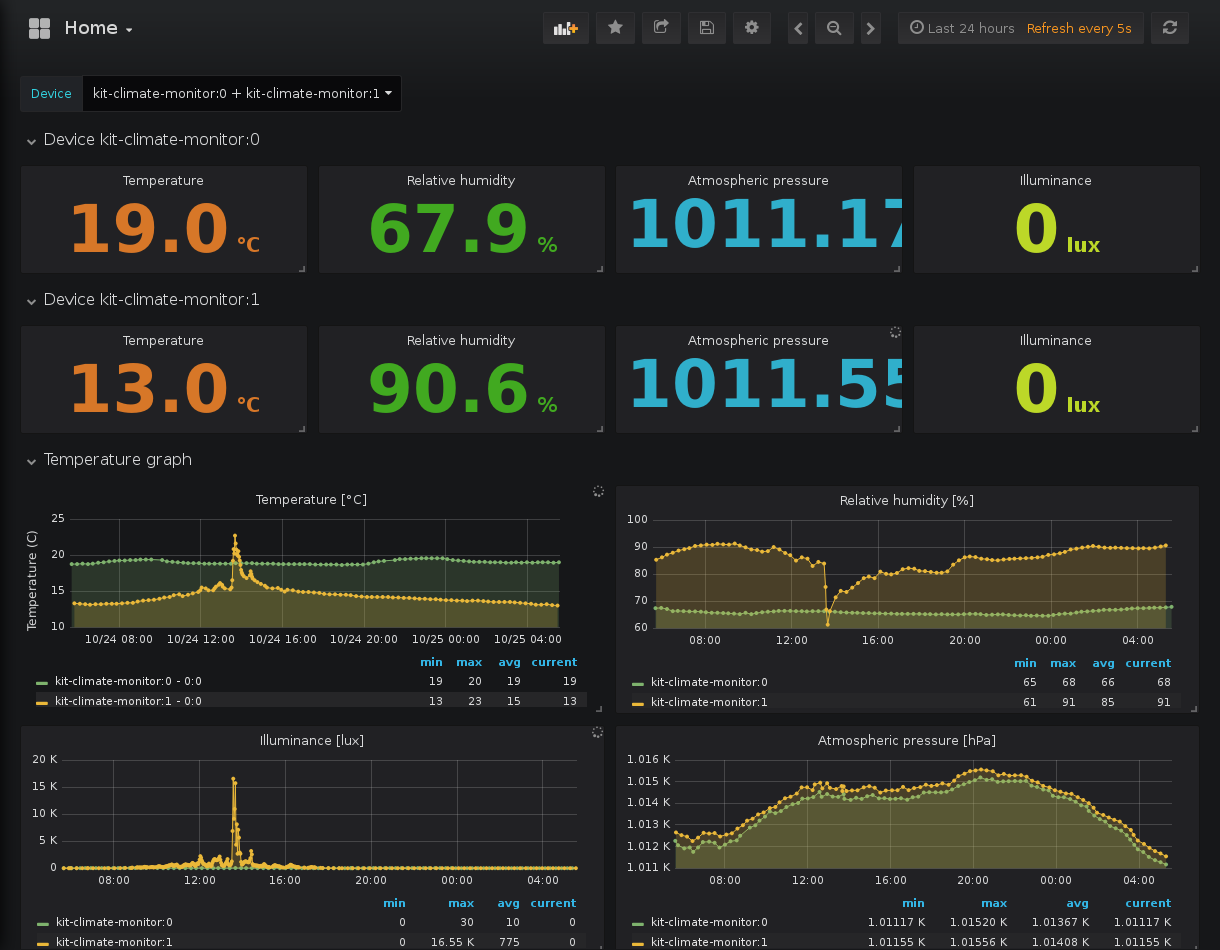 Home
Last 24 hours Refresh every 5s
Device kit-climate-monitor:0 + kit-climate-monitor:1
Device kit-climate-monitor:0
Temperature Relative humidity Atmospheric pressure Illuminance
19.0 °C 67.9 % 1011.17 0 lux
Device kit-climate-monitor:1
Temperature Relative humidity Atmospheric pressure Illuminance
13.0 °C 90.6 % 1011.55 0 lux
Temperature graph
Temperature [°C]
Temperature (C)
25
20
15
10
10/24 08:00 10/24 12:00 10/24 16:00 10/24 20:00 10/25 00:00 10/25 04:00
min max avg current
kit-climate-monitor:0 - 0:0 19 20 19 19
kit-climate-monitor:1 - 0:0 13 23 15 13
Relative humidity [%]
100
90
80
70
60
08:00 12:00 16:00 20:00 00:00 04:00
min max avg current
kit-climate-monitor:0 65 68 66 68
kit-climate-monitor:1 61 91 85 91
Illuminance [lux]
20 K
15 K
10 K
5 K
0
08:00 12:00 16:00 20:00 00:00 04:00
min max avg current
kit-climate-monitor:0 0 30 10 0
kit-climate-monitor:1 0 16.55 K 775 0
Atmospheric pressure [hPa]
1.016 K
1.015 K
1.014 K
1.013 K
1.012 K
1.011 K
08:00 12:00 16:00 20:00 00:00 04:00
min max avg current
kit-climate-monitor:0 1.01117 K 1.01520 K 1.01367 K 1.01117 K
kit-climate-monitor:1 1.01155 K 1.01556 K 1.01408 K 1.01155 K